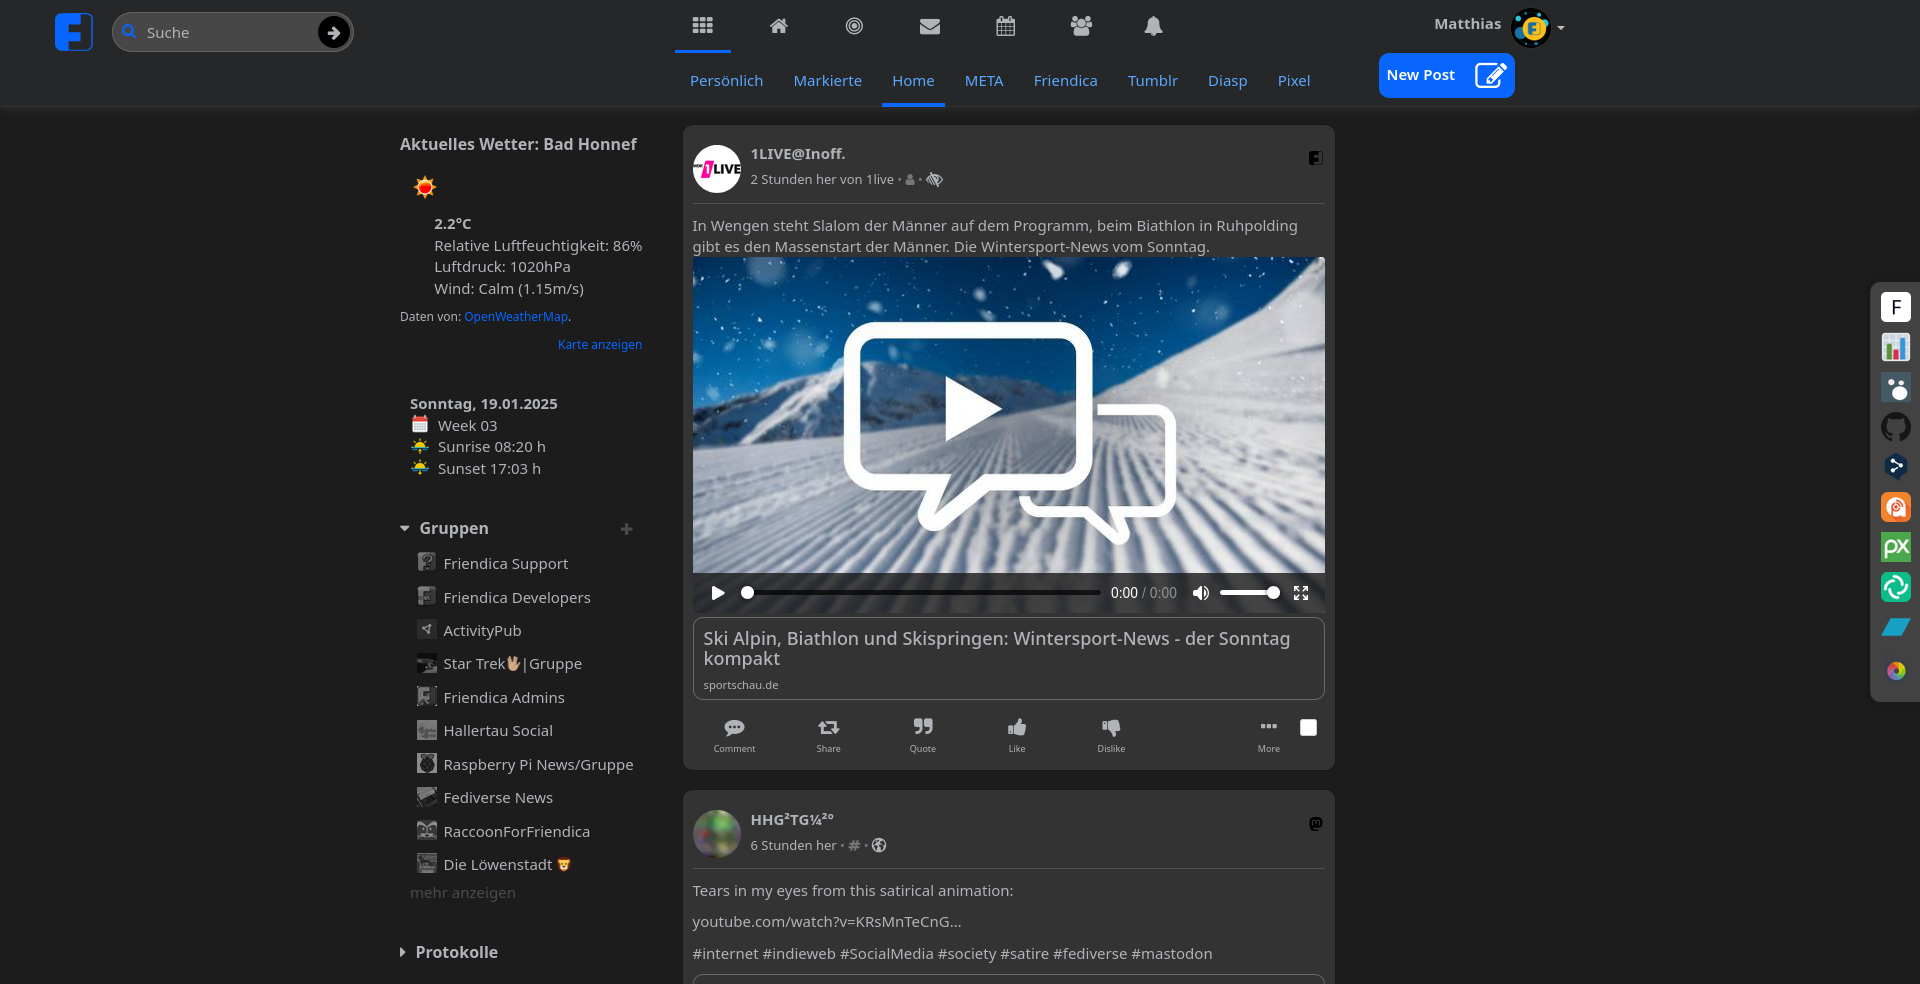 Suche
Matthias
New Post
Persönlich Markierte Home META Friendica Tumblr Diasp Pixel
Aktuelles Wetter: Bad Honnef
2.2°C
Relative Luftfeuchtigkeit: 86%
Luftdruck: 1020hPa
Wind: Calm (1.15m/s)
Daten von: OpenWeatherMap.
Karte anzeigen
Sonntag, 19.01.2025
Week 03
Sunrise 08:20 h
Sunset 17:03 h
Gruppen
Friendica Support
Friendica Developers
ActivityPub
Star Trek🖖🏼|Gruppe
Friendica Admins
Hallertau Social
Raspberry Pi News/Gruppe
Fediverse News
RaccoonForFriendica
Die Löwenstadt 🦁
mehr anzeigen
Protokolle
1LIVE
1LIVE@Inoff.
2 Stunden her von 1live
In Wengen steht Slalom der Männer auf dem Programm, beim Biathlon in Ruhpolding
gibt es den Massenstart der Männer. Die Wintersport-News vom Sonntag.
0:00 / 0:00
Ski Alpin, Biathlon und Skispringen: Wintersport-News - der Sonntag
kompakt
sportschau.de
Comment Share Quote Like Dislike More
HHG²TG¼²°
6 Stunden her
Tears in my eyes from this satirical animation:
youtube.com/watch?v=KRsMnTeCnG…
#internet #indieweb #SocialMedia #society #satire #fediverse #mastodon
F
px